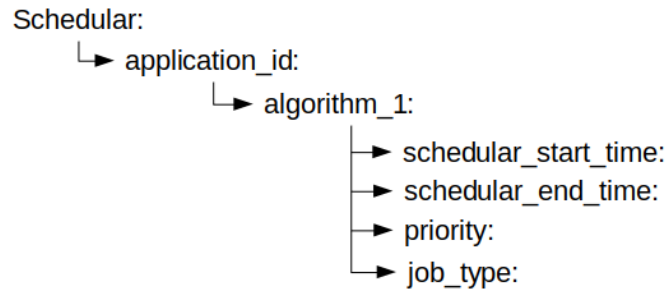 Schedular:
application_id:
algorithm_1:
schedular_start_time:
schedular_end_time:
priority:
job_type: